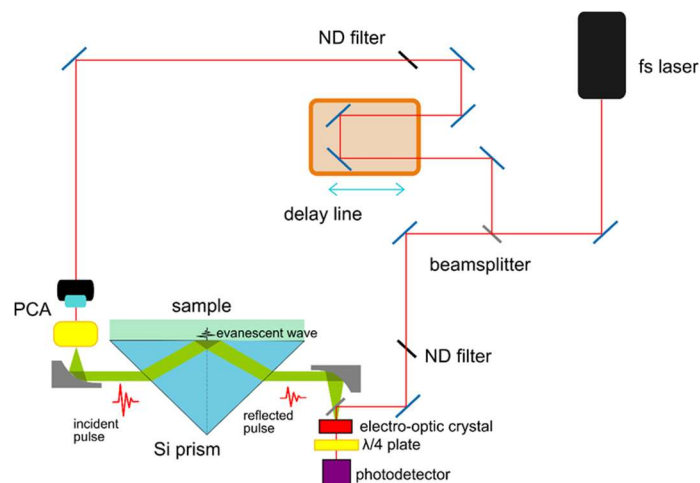 ND filter
fs laser
delay line
beamsplitter
PCA
sample
evanescent wave
ND filter
incident
pulse
reflected
pulse
Si prism
electro-optic crystal
λ/4 plate
photodetector